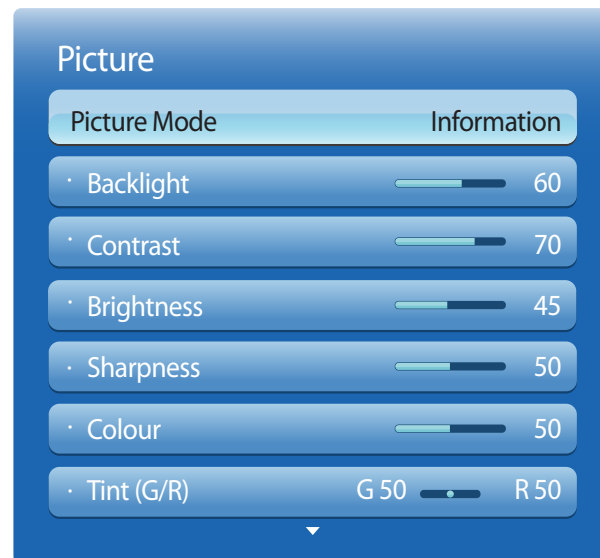 Picture
Picture Mode Information
· Backlight 60
· Contrast 70
· Brightness 45
· Sharpness 50
· Colour 50
· Tint (G/R) G 50 R 50